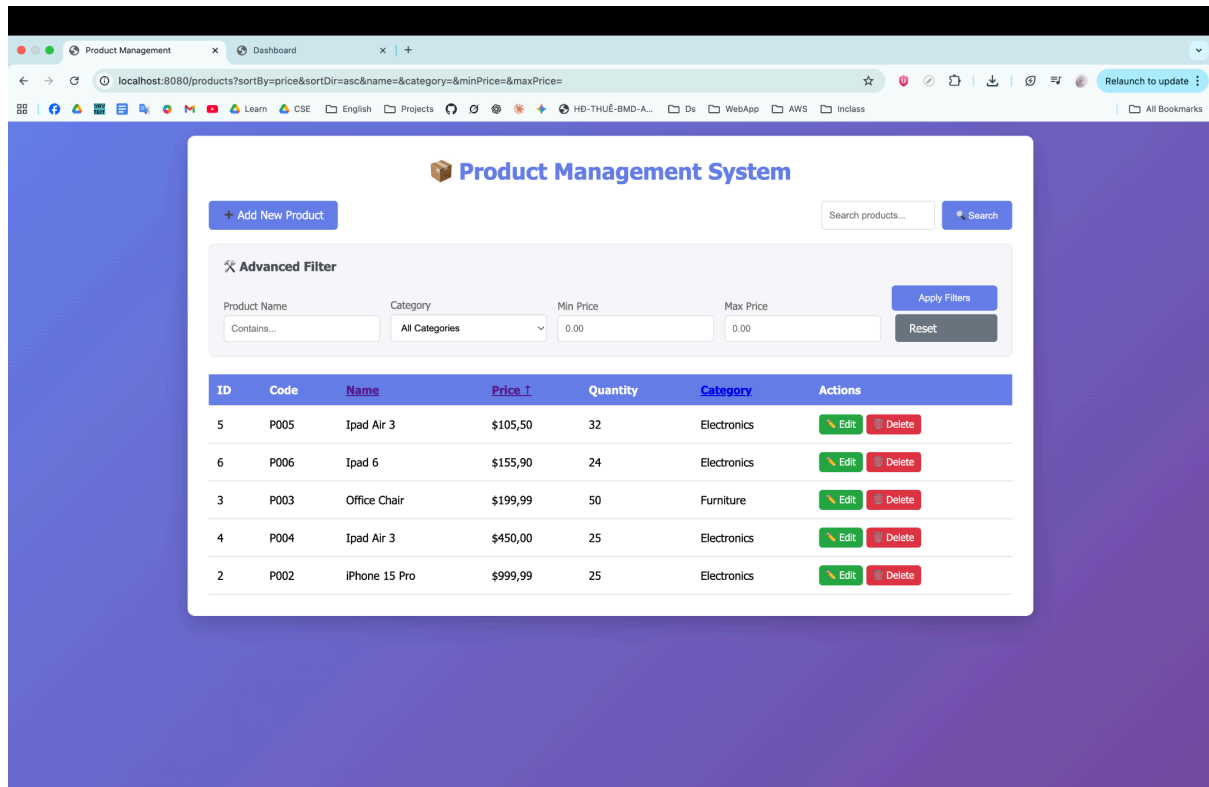 Product Management
Dashboard
localhost:8080/products?sortBy=price&sortDir=asc&name=&category=&minPrice=&maxPrice=
Relaunch to update
Learn CSE English Projects HĐ-THUÊ-BMD-A... Ds WebApp AWS Inclass All Bookmarks
Product Management System
Add New Product Search products... Search
Advanced Filter
Product Name Category Min Price Max Price Apply Filters
Contains... All Categories 0.00 0.00 Reset
ID Code Name Price ↑ Quantity Category Actions
5 P005 Ipad Air 3 $105,50 32 Electronics Edit Delete
6 P006 Ipad 6 $155,90 24 Electronics Edit Delete
3 P003 Office Chair $199,99 50 Furniture Edit Delete
4 P004 Ipad Air 3 $450,00 25 Electronics Edit Delete
2 P002 iPhone 15 Pro $999,99 25 Electronics Edit Delete